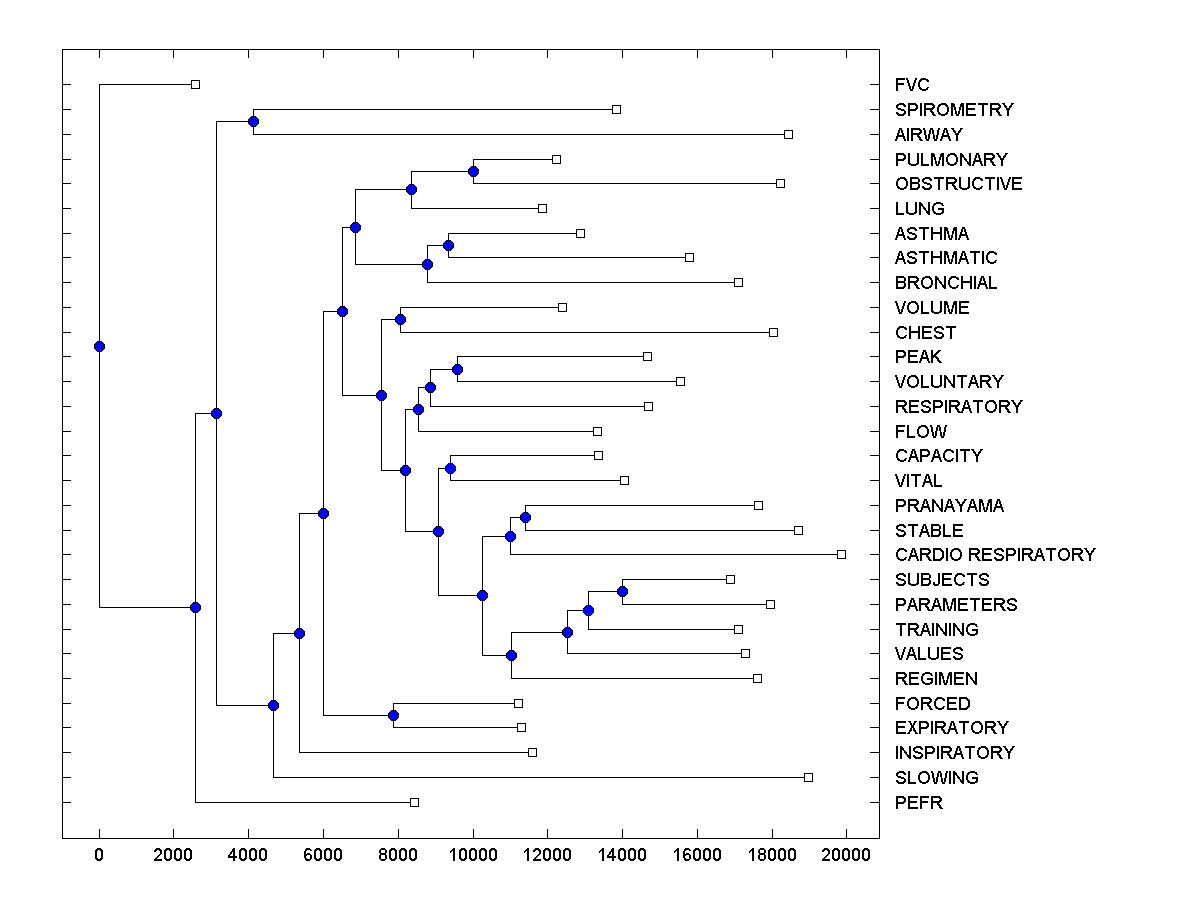 FVC
SPIROMETRY
AIRWAY
PULMONARY
OBSTRUCTIVE
LUNG
ASTHMA
ASTHMATIC
BRONCHIAL
VOLUME
CHEST
PEAK
VOLUNTARY
RESPIRATORY
FLOW
CAPACITY
VITAL
PRANAYAMA
STABLE
CARDIO RESPIRATORY
SUBJECTS
PARAMETERS
TRAINING
VALUES
REGIMEN
FORCED
EXPIRATORY
INSPIRATORY
SLOWING
PEFR
0 2000 4000 6000 8000 10000 12000 14000 16000 18000 20000